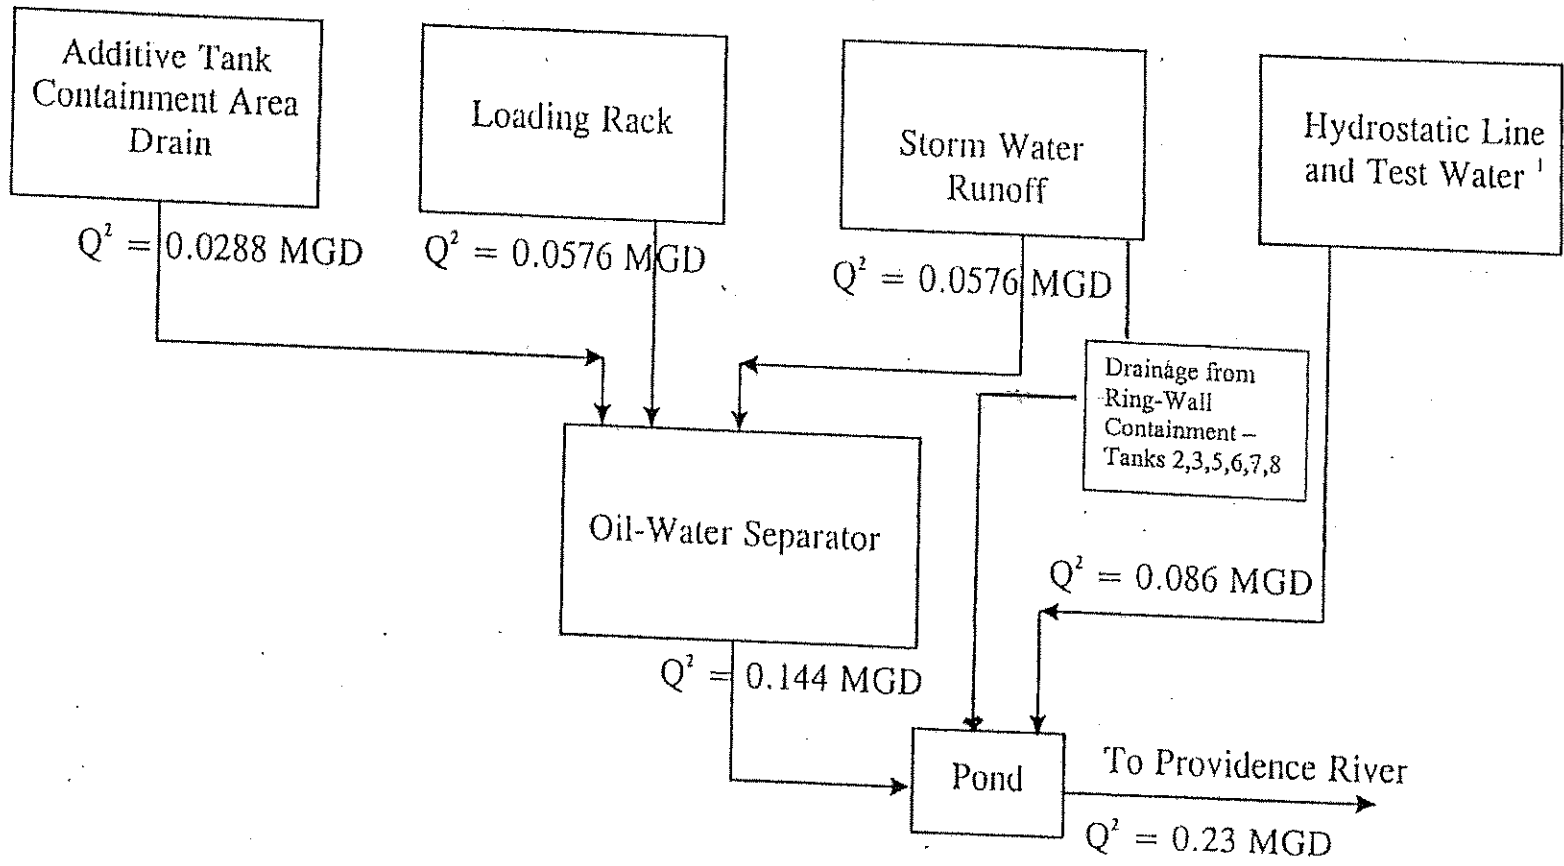 Additive Tank
Containment Area
Drain
Loading Rack
Storm Water
Runoff
Hydrostatic Line
and Test Water ¹
Q² = 0.0288 MGD
Q² = 0.0576 MGD
Q² = 0.0576 MGD
Drainage from
Ring-Wall
Containment –
Tanks 2,3,5,6,7,8
Oil-Water Separator
Q² = 0.086 MGD
Q² = 0.144 MGD
Pond
To Providence River
Q² = 0.23 MGD